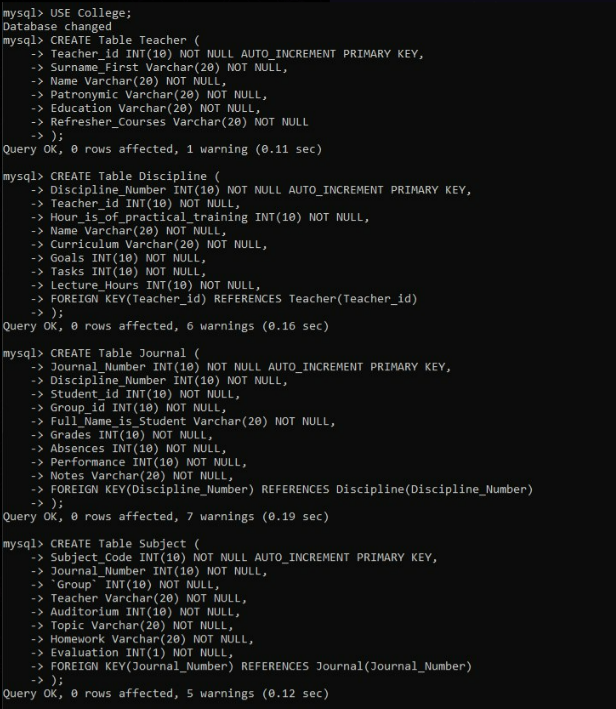 mysql> USE College;
Database changed
mysql> CREATE Table Teacher (
    -> Teacher_id INT(10) NOT NULL AUTO_INCREMENT PRIMARY KEY,
    -> Surname_First Varchar(20) NOT NULL,
    -> Name Varchar(20) NOT NULL,
    -> Patronymic Varchar(20) NOT NULL,
    -> Education Varchar(20) NOT NULL,
    -> Refresher_Courses Varchar(20) NOT NULL
    -> );
Query OK, 0 rows affected, 1 warning (0.11 sec)
mysql> CREATE Table Discipline (
    -> Discipline_Number INT(10) NOT NULL AUTO_INCREMENT PRIMARY KEY,
    -> Teacher_id INT(10) NOT NULL,
    -> Hour_is_of_practical_training INT(10) NOT NULL,
    -> Name Varchar(20) NOT NULL,
    -> Curriculum Varchar(20) NOT NULL,
    -> Goals INT(10) NOT NULL,
    -> Tasks INT(10) NOT NULL,
    -> Lecture_Hours INT(10) NOT NULL,
    -> FOREIGN KEY(Teacher_id) REFERENCES Teacher(Teacher_id)
    -> );
Query OK, 0 rows affected, 6 warnings (0.16 sec)
mysql> CREATE Table Journal (
    -> Journal_Number INT(10) NOT NULL AUTO_INCREMENT PRIMARY KEY,
    -> Discipline_Number INT(10) NOT NULL,
    -> Student_id INT(10) NOT NULL,
    -> Group_id INT(10) NOT NULL,
    -> Full_Name_is_Student Varchar(20) NOT NULL,
    -> Grades INT(10) NOT NULL,
    -> Absences INT(10) NOT NULL,
    -> Performance INT(10) NOT NULL,
    -> Notes Varchar(20) NOT NULL,
    -> FOREIGN KEY(Discipline_Number) REFERENCES Discipline(Discipline_Number)
    -> );
Query OK, 0 rows affected, 7 warnings (0.19 sec)
mysql> CREATE Table Subject (
    -> Subject_Code INT(10) NOT NULL AUTO_INCREMENT PRIMARY KEY,
    -> Journal_Number INT(10) NOT NULL,
    -> `Group` INT(10) NOT NULL,
    -> Teacher Varchar(20) NOT NULL,
    -> Auditorium INT(10) NOT NULL,
    -> Topic Varchar(20) NOT NULL,
    -> Homework Varchar(20) NOT NULL,
    -> Evaluation INT(1) NOT NULL,
    -> FOREIGN KEY(Journal_Number) REFERENCES Journal(Journal_Number)
    -> );
Query OK, 0 rows affected, 5 warnings (0.12 sec)